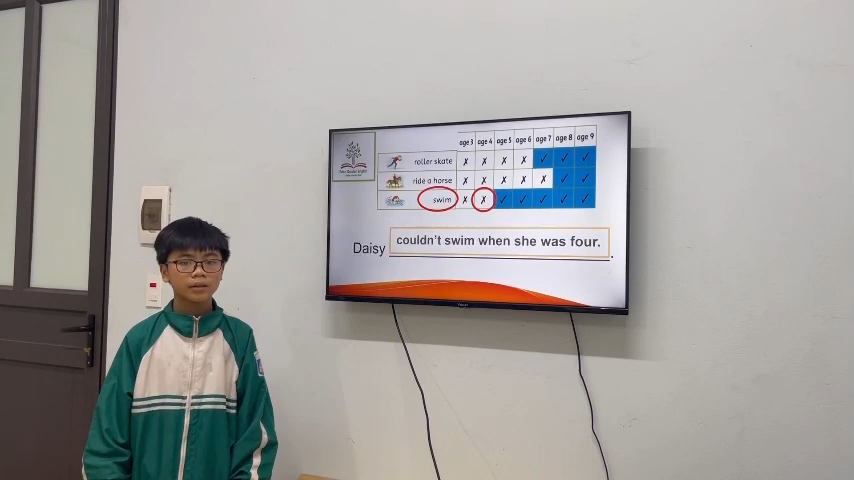 age 3 age 4 age 5 age 6 age 7 age 8 age 9
roller skate ✗ ✗ ✗ ✗ ✓ ✓ ✓
ride a horse ✗ ✗ ✗ ✗ ✗ ✓ ✓
swim ✗ ✗ ✓ ✓ ✓ ✓ ✓
Daisy couldn't swim when she was four.